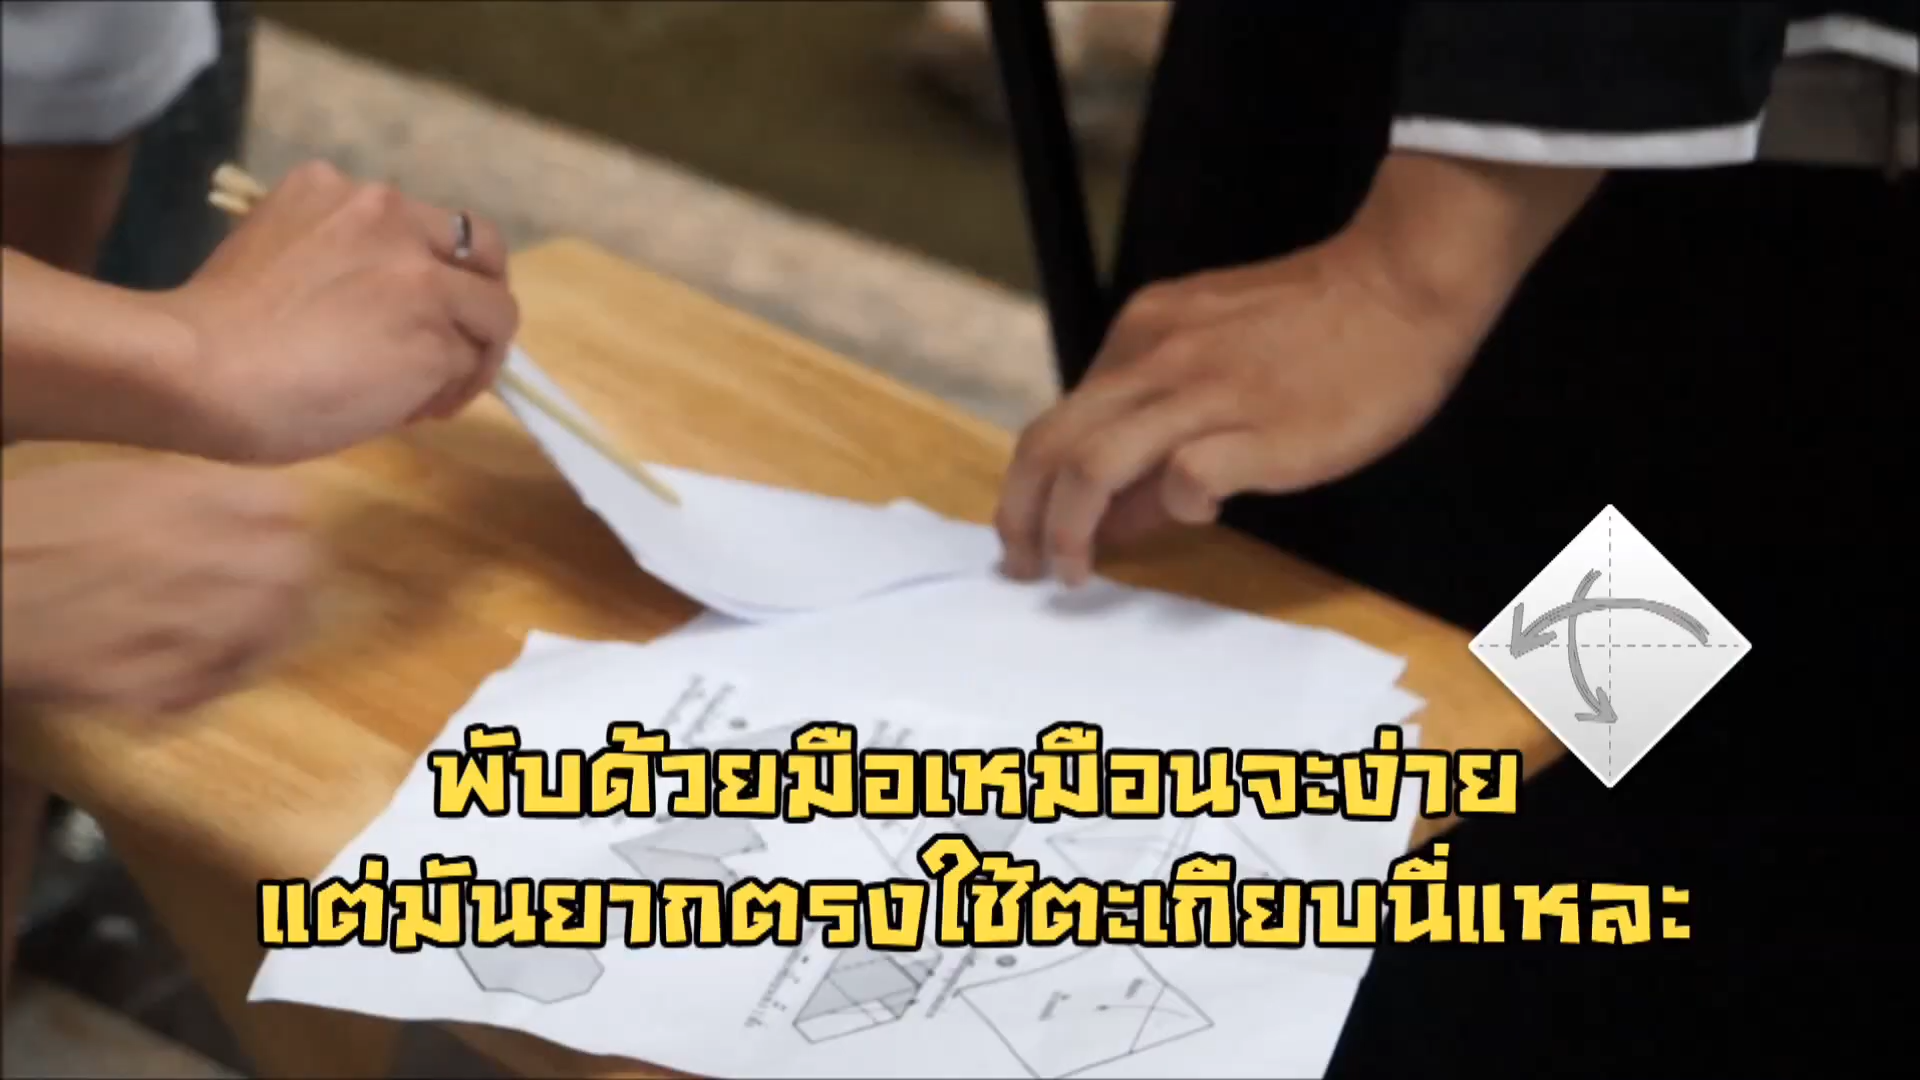 พับด้วยมือเหมือนจะง่าย
แต่มันยากตรงใช้ตะเกียบนี่แหละ